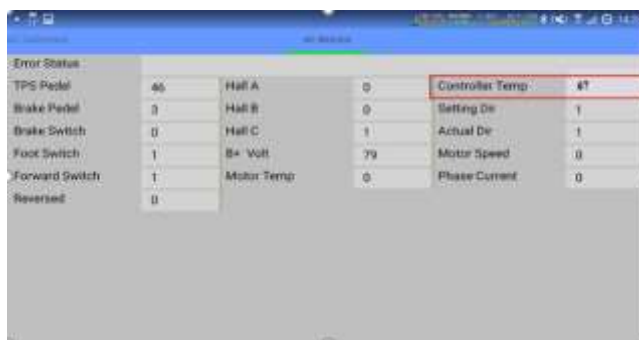 Error Status
TPS Pedel 46 Hall A 0 Controller Temp 47
Brake Pedel 3 Hall B 0 Setting Dir 1
Brake Switch 0 Hall C 1 Actual Dir 1
Foot Switch 1 B+ Volt 79 Motor Speed 0
Forward Switch 1 Motor Temp 0 Phase Current 0
Reversed 0